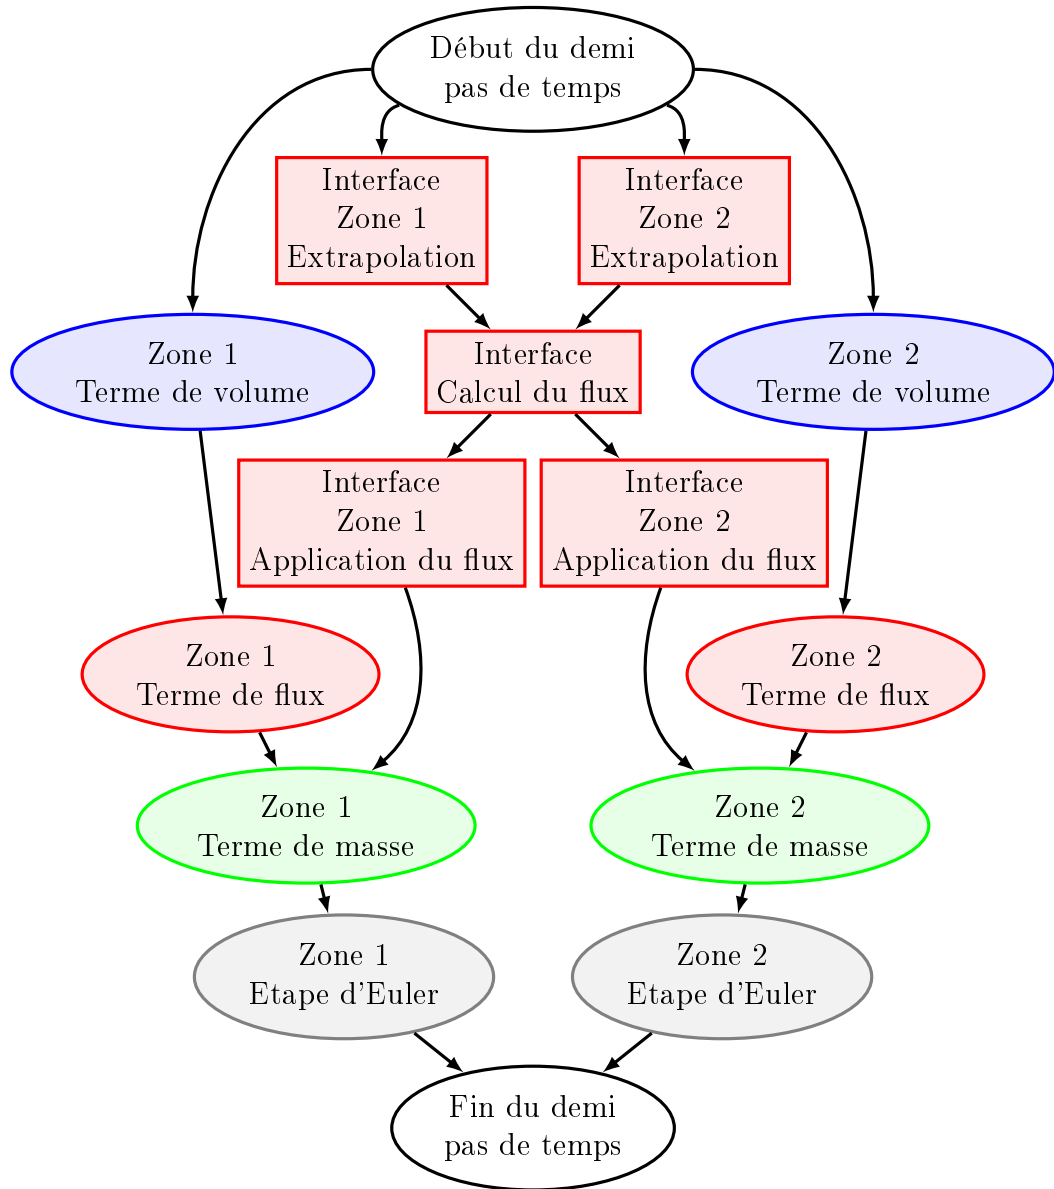 Début du demi
pas de temps
Interface
Zone 1
Extrapolation
Interface
Zone 2
Extrapolation
Zone 1
Terme de volume
Interface
Calcul du flux
Zone 2
Terme de volume
Interface
Zone 1
Application du flux
Interface
Zone 2
Application du flux
Zone 1
Terme de flux
Zone 2
Terme de flux
Zone 1
Terme de masse
Zone 2
Terme de masse
Zone 1
Etape d'Euler
Zone 2
Etape d'Euler
Fin du demi
pas de temps